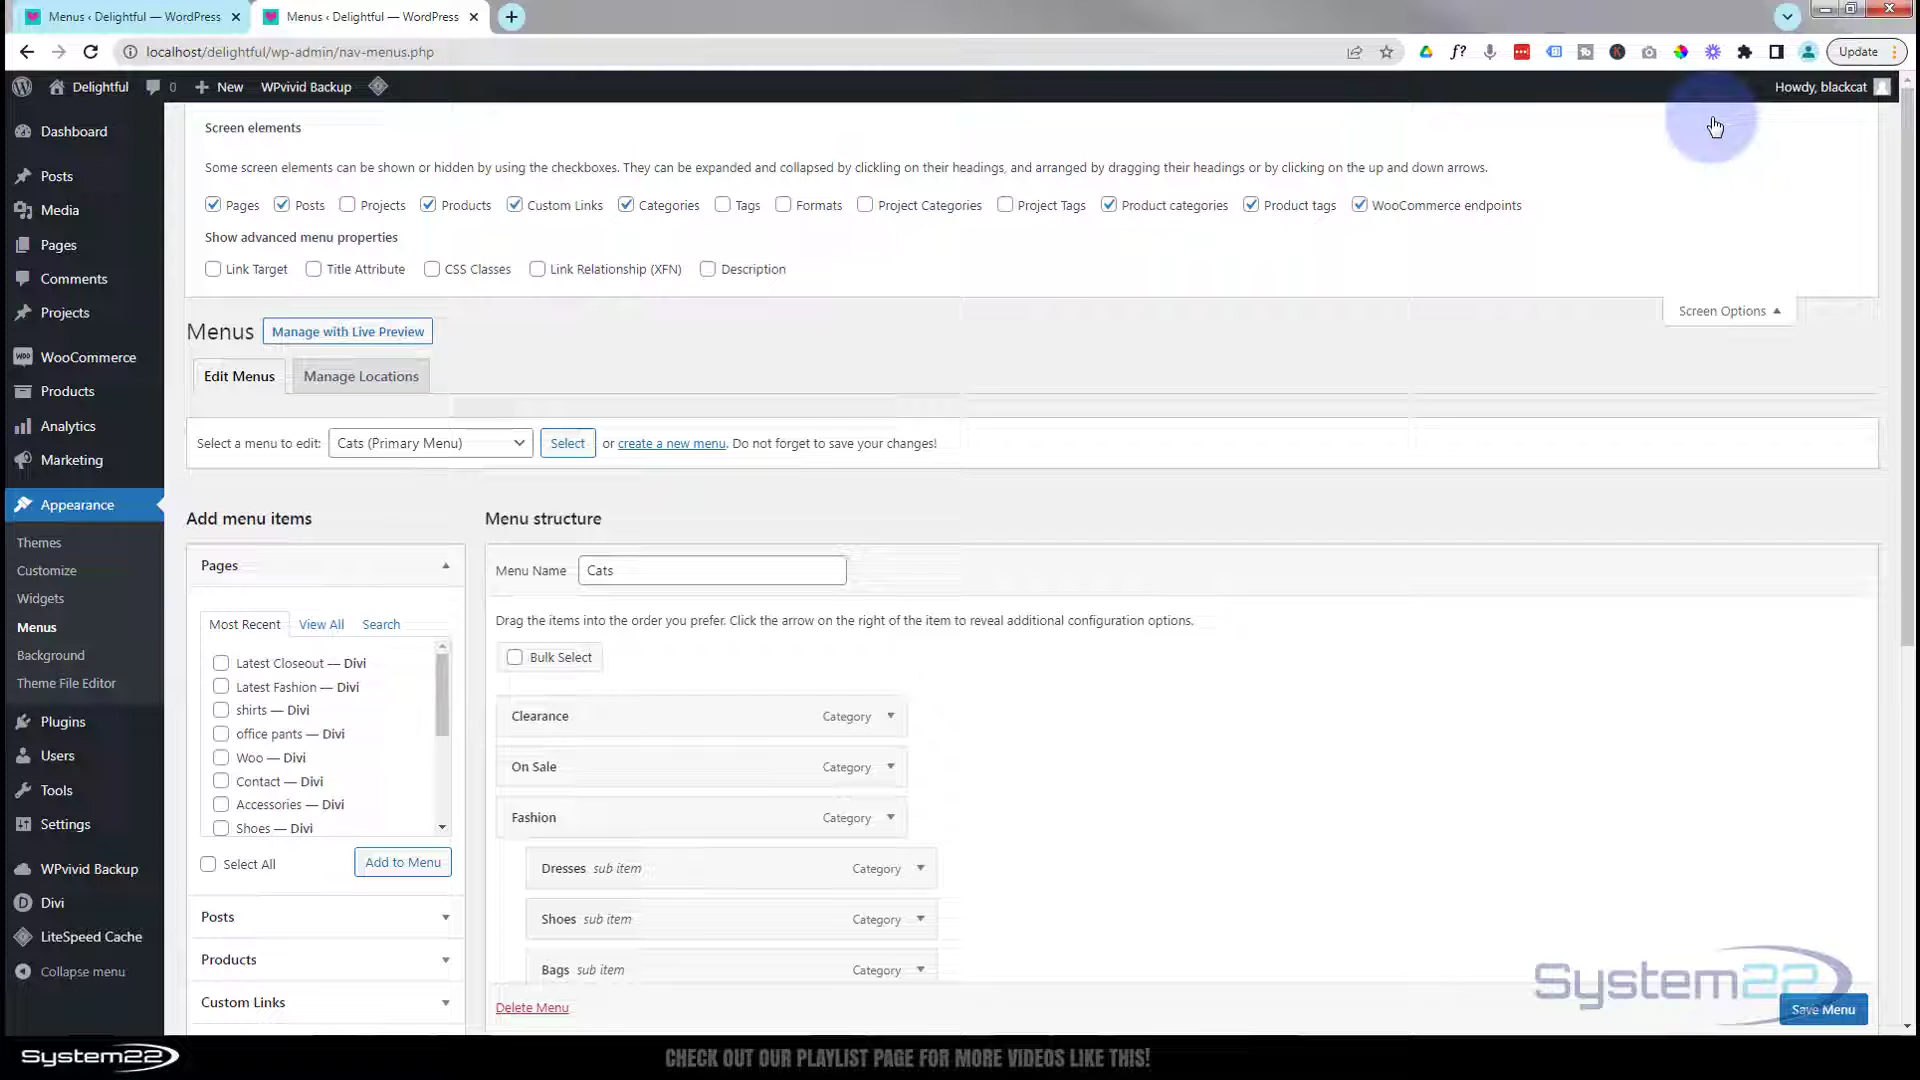 Menus ‹ Delightful — WordPress
Menus ‹ Delightful — WordPress
localhost/delightful/wp-admin/nav-menus.php
Update
Delightful 0 New WPvivid Backup
Howdy, blackcat
Dashboard
Posts
Media
Pages
Comments
Projects
WooCommerce
Products
Analytics
Marketing
Appearance
Themes
Customize
Widgets
Menus
Background
Theme File Editor
Plugins
Users
Tools
Settings
WPvivid Backup
Divi
LiteSpeed Cache
Collapse menu
Screen elements
Some screen elements can be shown or hidden by using the checkboxes. They can be expanded and collapsed by clickling on their headings, and arranged by dragging their headings or by clicking on the up and down arrows.
Pages Posts Projects Products Custom Links Categories Tags Formats Project Categories Project Tags Product categories Product tags WooCommerce endpoints
Show advanced menu properties
Link Target Title Attribute CSS Classes Link Relationship (XFN) Description
Screen Options
Menus Manage with Live Preview
Edit Menus Manage Locations
Select a menu to edit: Cats (Primary Menu) Select or create a new menu. Do not forget to save your changes!
Add menu items
Pages
Most Recent View All Search
Latest Closeout — Divi
Latest Fashion — Divi
shirts — Divi
office pants — Divi
Woo — Divi
Contact — Divi
Accessories — Divi
Shoes — Divi
Select All Add to Menu
Posts
Products
Custom Links
Menu structure
Menu Name Cats
Drag the items into the order you prefer. Click the arrow on the right of the item to reveal additional configuration options.
Bulk Select
Clearance Category
On Sale Category
Fashion Category
Dresses sub item Category
Shoes sub item Category
Bags sub item Category
Delete Menu
Save Menu
System22
System22
CHECK OUT OUR PLAYLIST PAGE FOR MORE VIDEOS LIKE THIS!